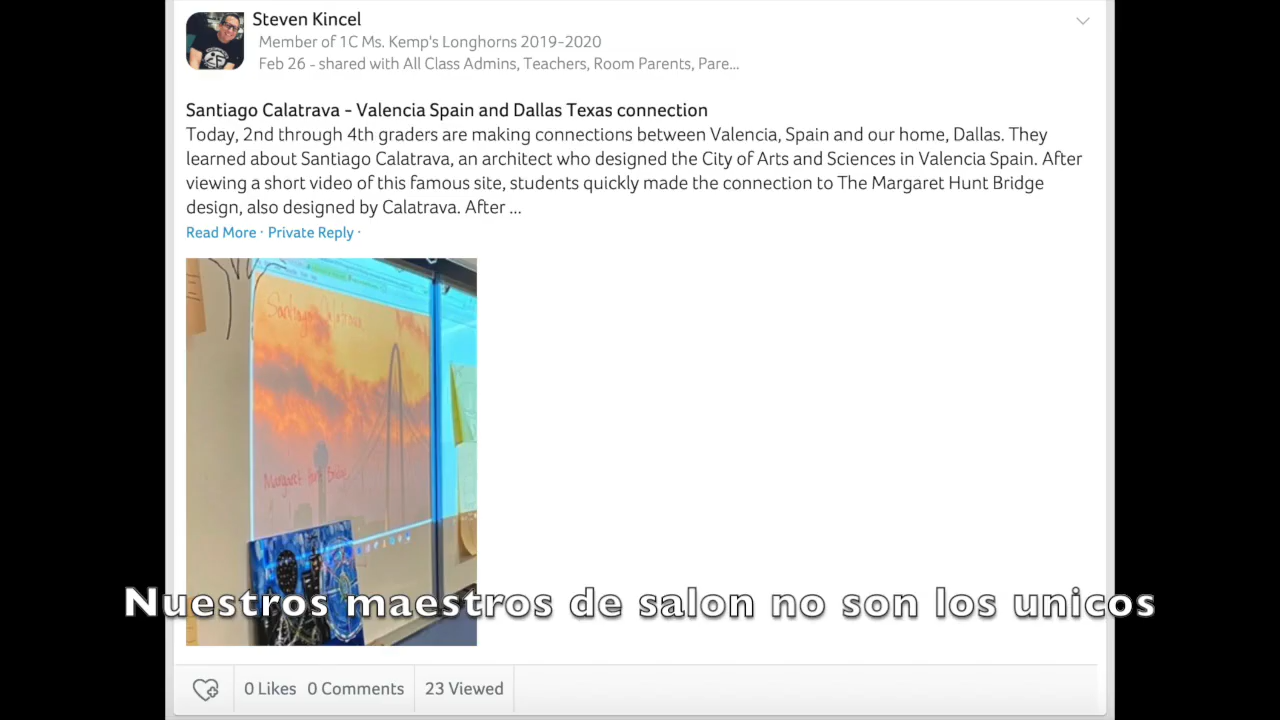 Steven Kincel
Member of 1C Ms. Kemp's Longhorns 2019-2020
Feb 26 - shared with All Class Admins, Teachers, Room Parents, Pare...
Santiago Calatrava - Valencia Spain and Dallas Texas connection
Today, 2nd through 4th graders are making connections between Valencia, Spain and our home, Dallas. They
learned about Santiago Calatrava, an architect who designed the City of Arts and Sciences in Valencia Spain. After
viewing a short video of this famous site, students quickly made the connection to The Margaret Hunt Bridge
design, also designed by Calatrava. After ...
Read More · Private Reply ·
Santiago Calatrava
Margaret Hunt Bridge
Nuestros maestros de salon no son los unicos
0 Likes 0 Comments 23 Viewed